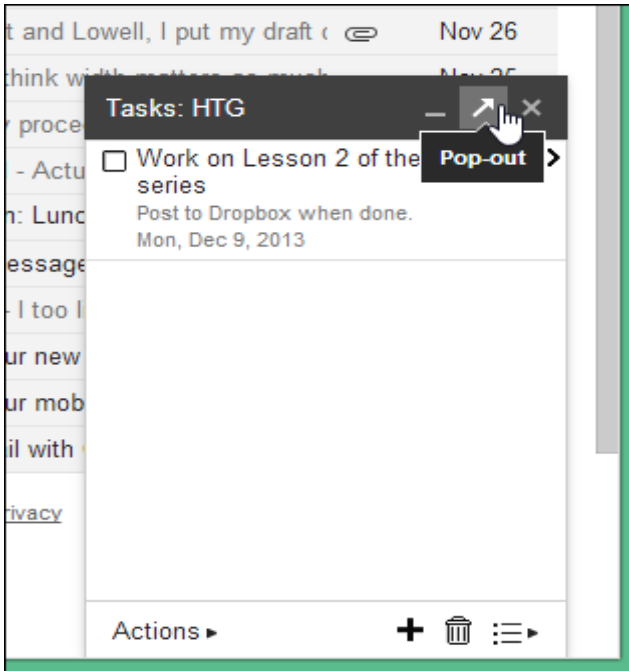 t and Lowell, I put my draft
Nov 26
Tasks: HTG
Pop-out
Work on Lesson 2 of the
series
Post to Dropbox when done.
Mon, Dec 9, 2013
y proce
- Actu
n: Lunc
essage
- I too li
ur new
ur mob
il with
rivacy
Actions